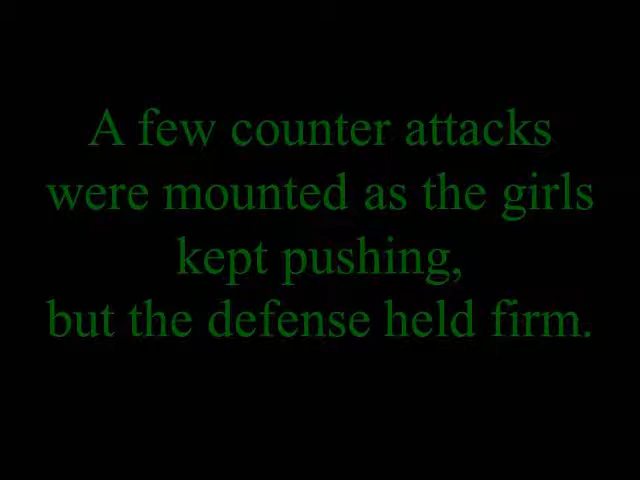 A few counter attacks
were mounted as the girls
kept pushing,
but the defense held firm.